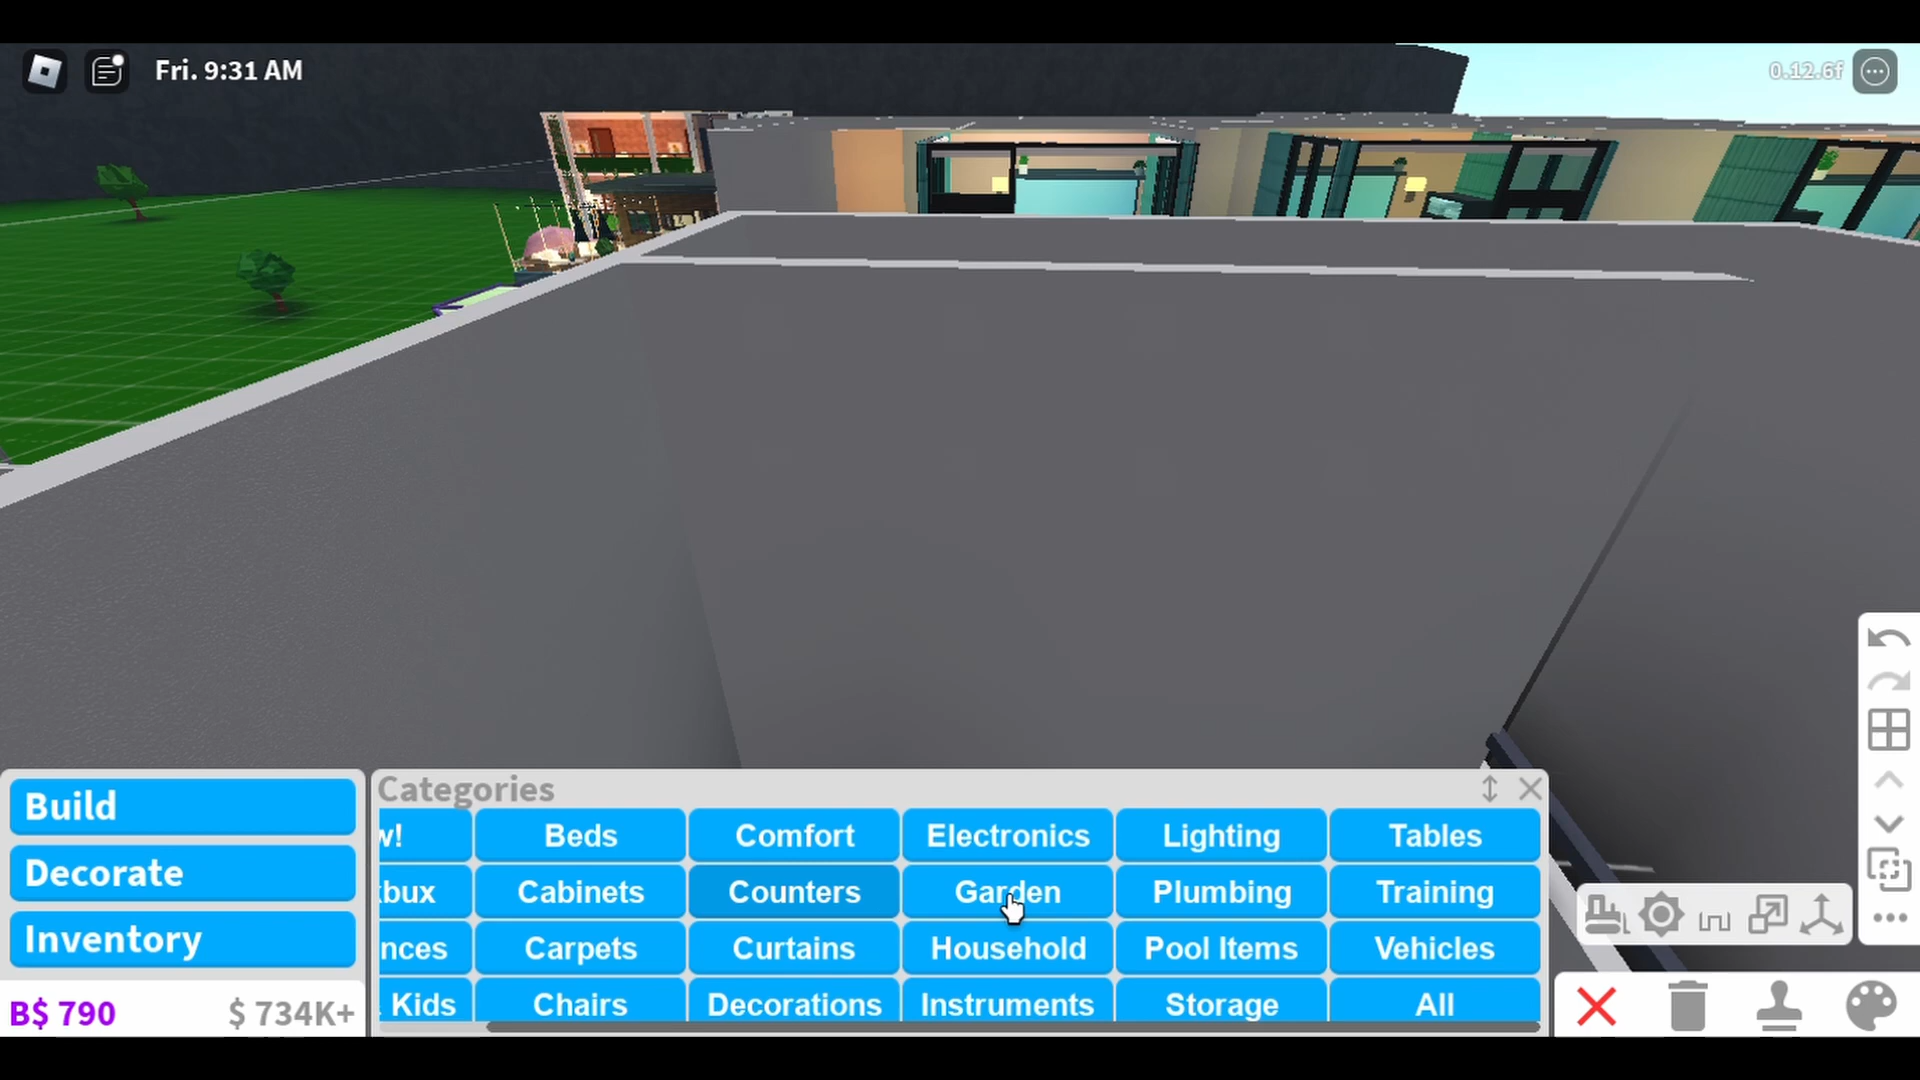 Fri. 9:31 AM
0.12.6f
Build
Decorate
Inventory
B$ 790
$ 734K+
Categories
w! Beds Comfort Electronics Lighting Tables
Cabinets Counters Garden Plumbing Training
nces Carpets Curtains Household Pool Items Vehicles
Kids Chairs Decorations Instruments Storage All